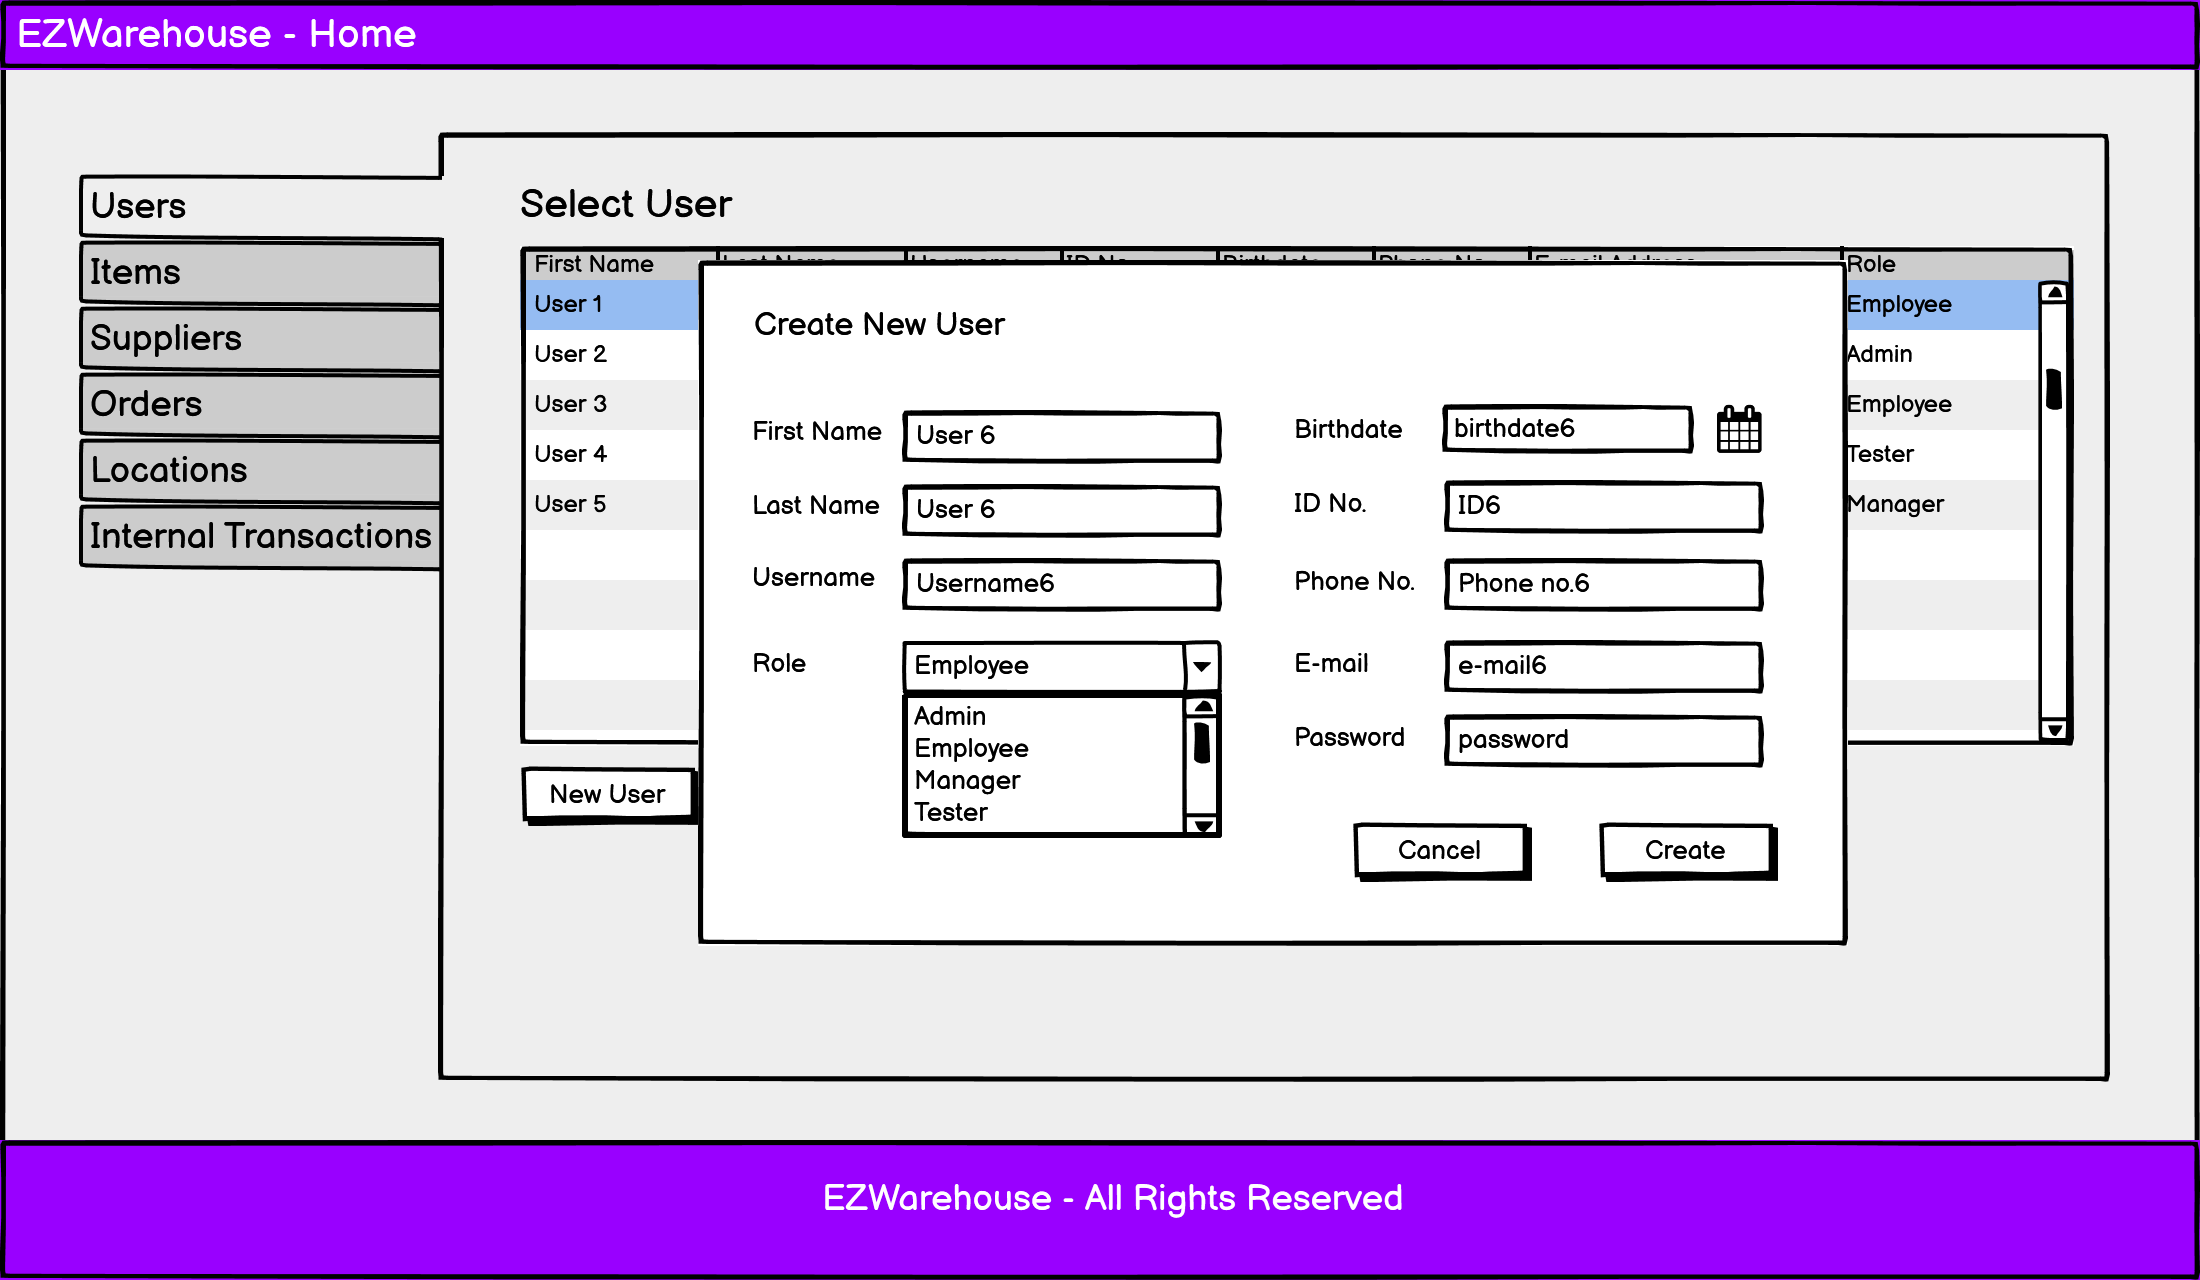 EZWarehouse - Home
Users
Items
Suppliers
Orders
Locations
Internal Transactions
Select User
First Name Role
User 1 Employee
User 2 Admin
User 3 Employee
User 4 Tester
User 5 Manager
New User
Create New User
First Name User 6
Last Name User 6
Username Username6
Role Employee
Admin
Employee
Manager
Tester
Birthdate birthdate6
ID No. ID6
Phone No. Phone no.6
E-mail e-mail6
Password password
Cancel Create
EZWarehouse - All Rights Reserved